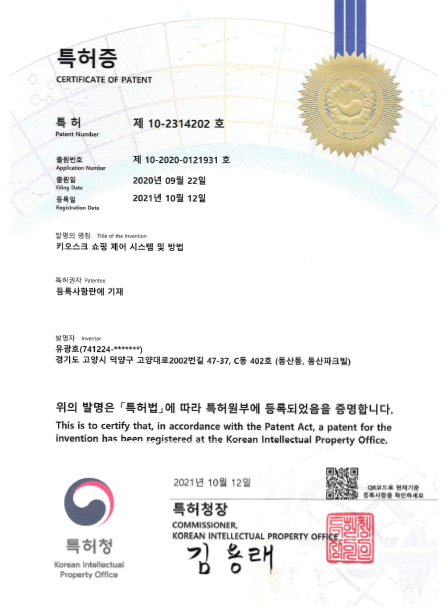 특허증
CERTIFICATE OF PATENT
특 허
Patent Number
제 10-2314202 호
출원번호
Application Number
제 10-2020-0121931 호
출원일
Filing Date
2020년 09월 22일
등록일
Registration Date
2021년 10월 12일
발명의 명칭 Title of the Invention
키오스크 쇼핑 제어 시스템 및 방법
특허권자 Patentee
등록사항란에 기재
발명자 Inventor
유광호(741224-*******)
경기도 고양시 덕양구 고양대로2002번길 47-37, C동 402호 (동산동, 동산파크빌)
위의 발명은 「특허법」에 따라 특허원부에 등록되었음을 증명합니다.
This is to certify that, in accordance with the Patent Act, a patent for the
invention has been registered at the Korean Intellectual Property Office.
2021년 10월 12일
QR코드로 현재기준
등록사항을 확인하세요
특허청장
COMMISSIONER,
KOREAN INTELLECTUAL PROPERTY OFFICE
김용래
특허청
Korean Intellectual
Property Office